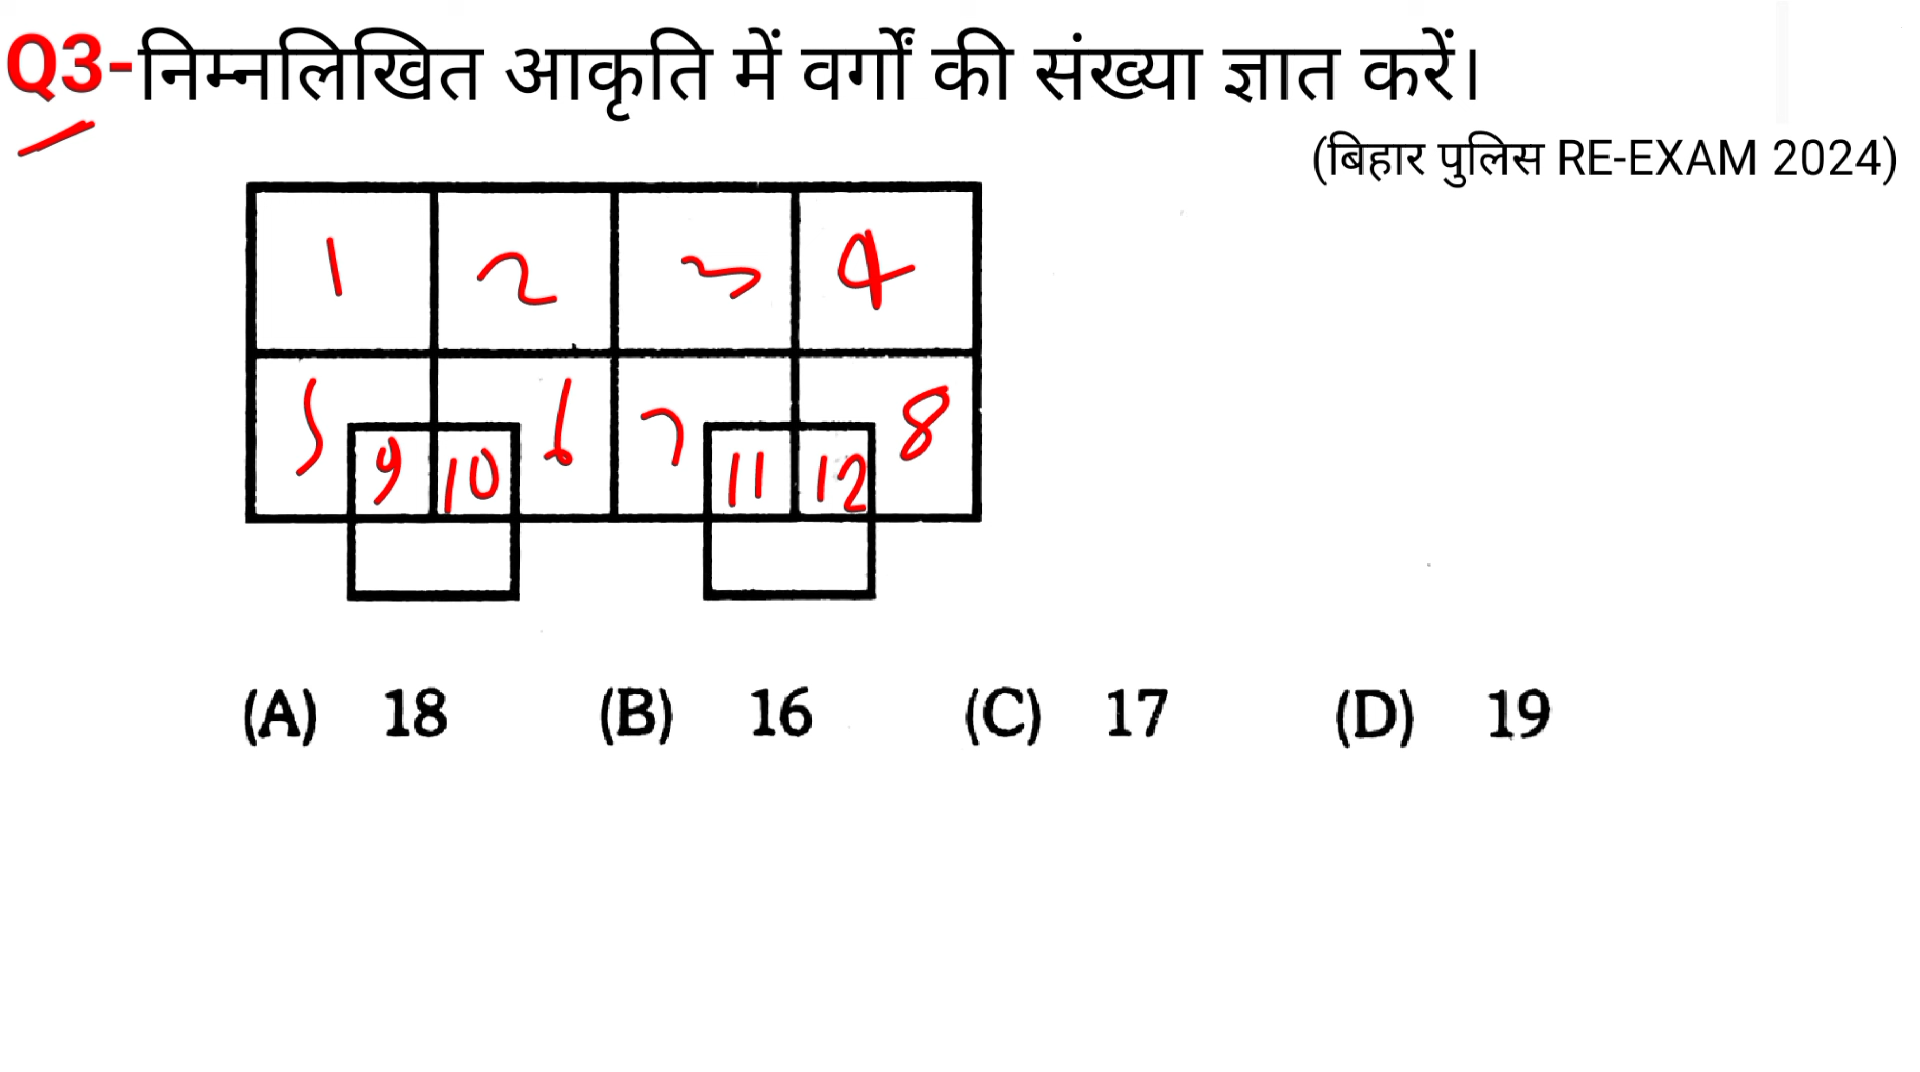 Q3-निम्नलिखित आकृति में वर्गों की संख्या ज्ञात करें।
(बिहार पुलिस RE-EXAM 2024)
1 2 3 4
5 6 7 8
9 10 11 12
(A) 18 (B) 16 (C) 17 (D) 19